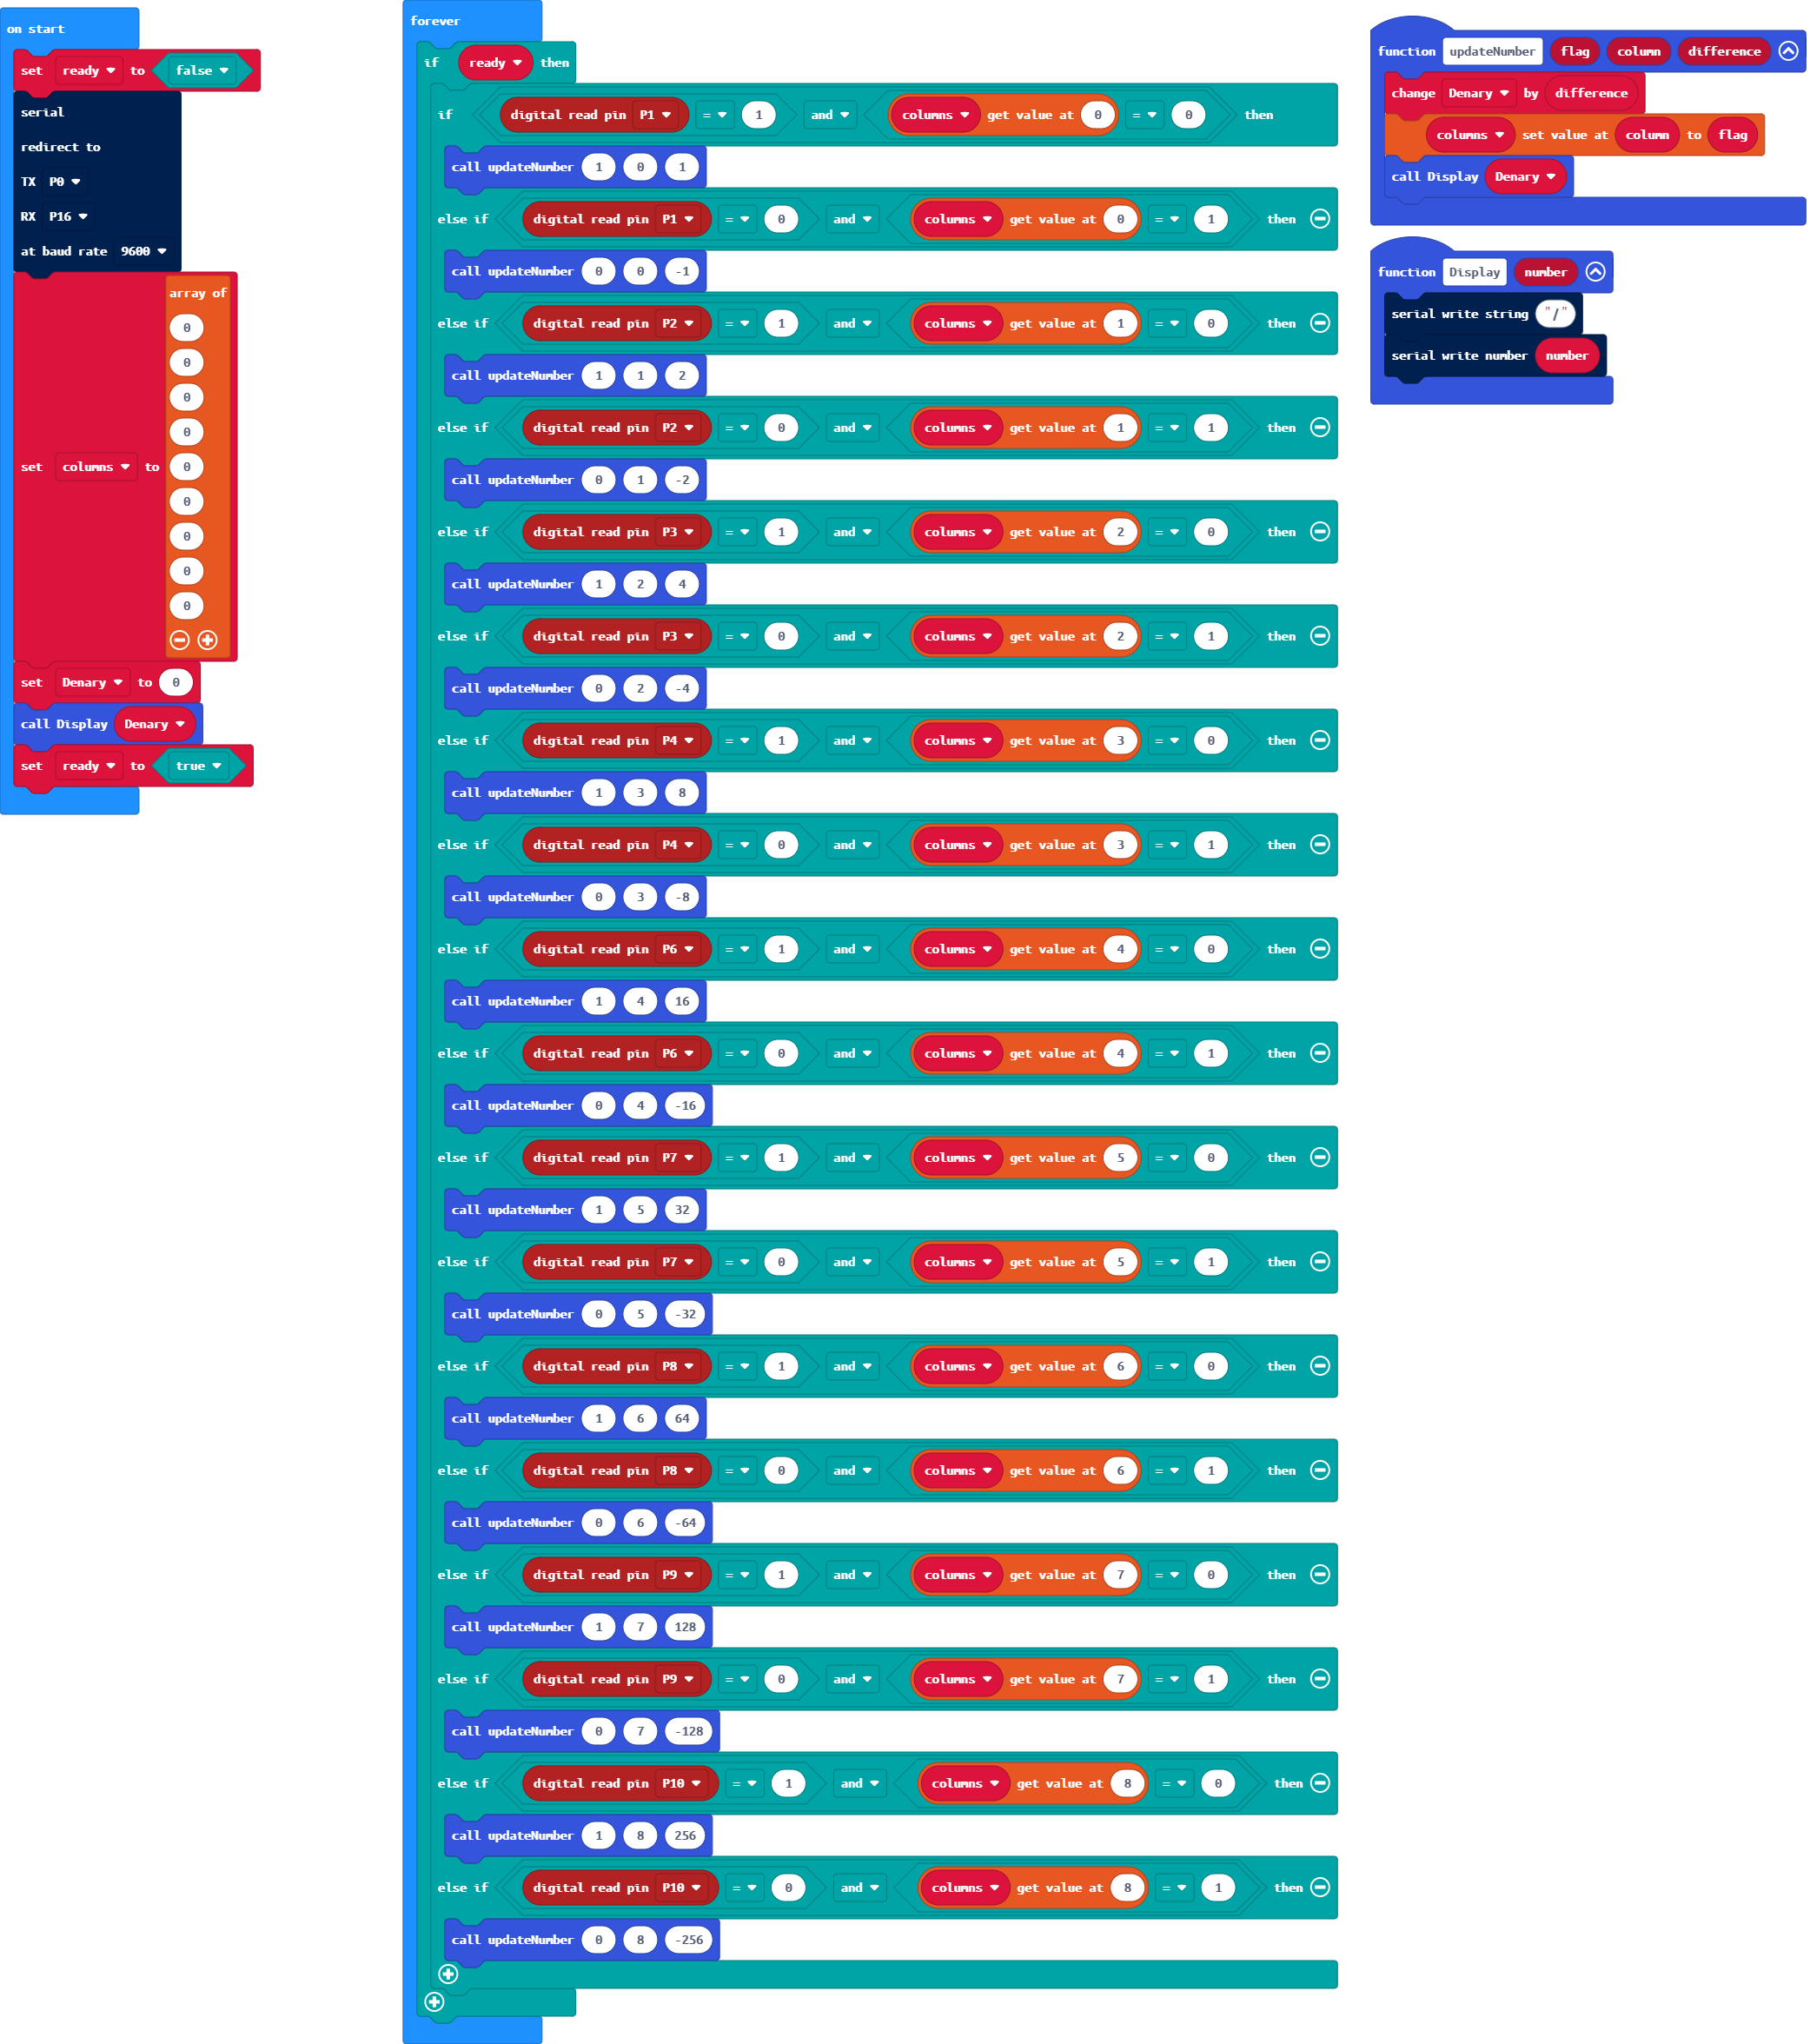 on start
set ready to false
serial
redirect to
TX P0
RX P16
at baud rate 9600
array of
0
0
0
0
set columns to 0
0
0
0
0
set Denary to 0
call Display Denary
set ready to true
forever
if ready then
if digital read pin P1 = 1 and columns get value at 0 = 0 then
call updateNumber 1 0 1
else if digital read pin P1 = 0 and columns get value at 0 = 1 then
call updateNumber 0 0 -1
else if digital read pin P2 = 1 and columns get value at 1 = 0 then
call updateNumber 1 1 2
else if digital read pin P2 = 0 and columns get value at 1 = 1 then
call updateNumber 0 1 -2
else if digital read pin P3 = 1 and columns get value at 2 = 0 then
call updateNumber 1 2 4
else if digital read pin P3 = 0 and columns get value at 2 = 1 then
call updateNumber 0 2 -4
else if digital read pin P4 = 1 and columns get value at 3 = 0 then
call updateNumber 1 3 8
else if digital read pin P4 = 0 and columns get value at 3 = 1 then
call updateNumber 0 3 -8
else if digital read pin P6 = 1 and columns get value at 4 = 0 then
call updateNumber 1 4 16
else if digital read pin P6 = 0 and columns get value at 4 = 1 then
call updateNumber 0 4 -16
else if digital read pin P7 = 1 and columns get value at 5 = 0 then
call updateNumber 1 5 32
else if digital read pin P7 = 0 and columns get value at 5 = 1 then
call updateNumber 0 5 -32
else if digital read pin P8 = 1 and columns get value at 6 = 0 then
call updateNumber 1 6 64
else if digital read pin P8 = 0 and columns get value at 6 = 1 then
call updateNumber 0 6 -64
else if digital read pin P9 = 1 and columns get value at 7 = 0 then
call updateNumber 1 7 128
else if digital read pin P9 = 0 and columns get value at 7 = 1 then
call updateNumber 0 7 -128
else if digital read pin P10 = 1 and columns get value at 8 = 0 then
call updateNumber 1 8 256
else if digital read pin P10 = 0 and columns get value at 8 = 1 then
call updateNumber 0 8 -256
function updateNumber flag column difference
change Denary by difference
columns set value at column to flag
call Display Denary
function Display number
serial write string "/"
serial write number number